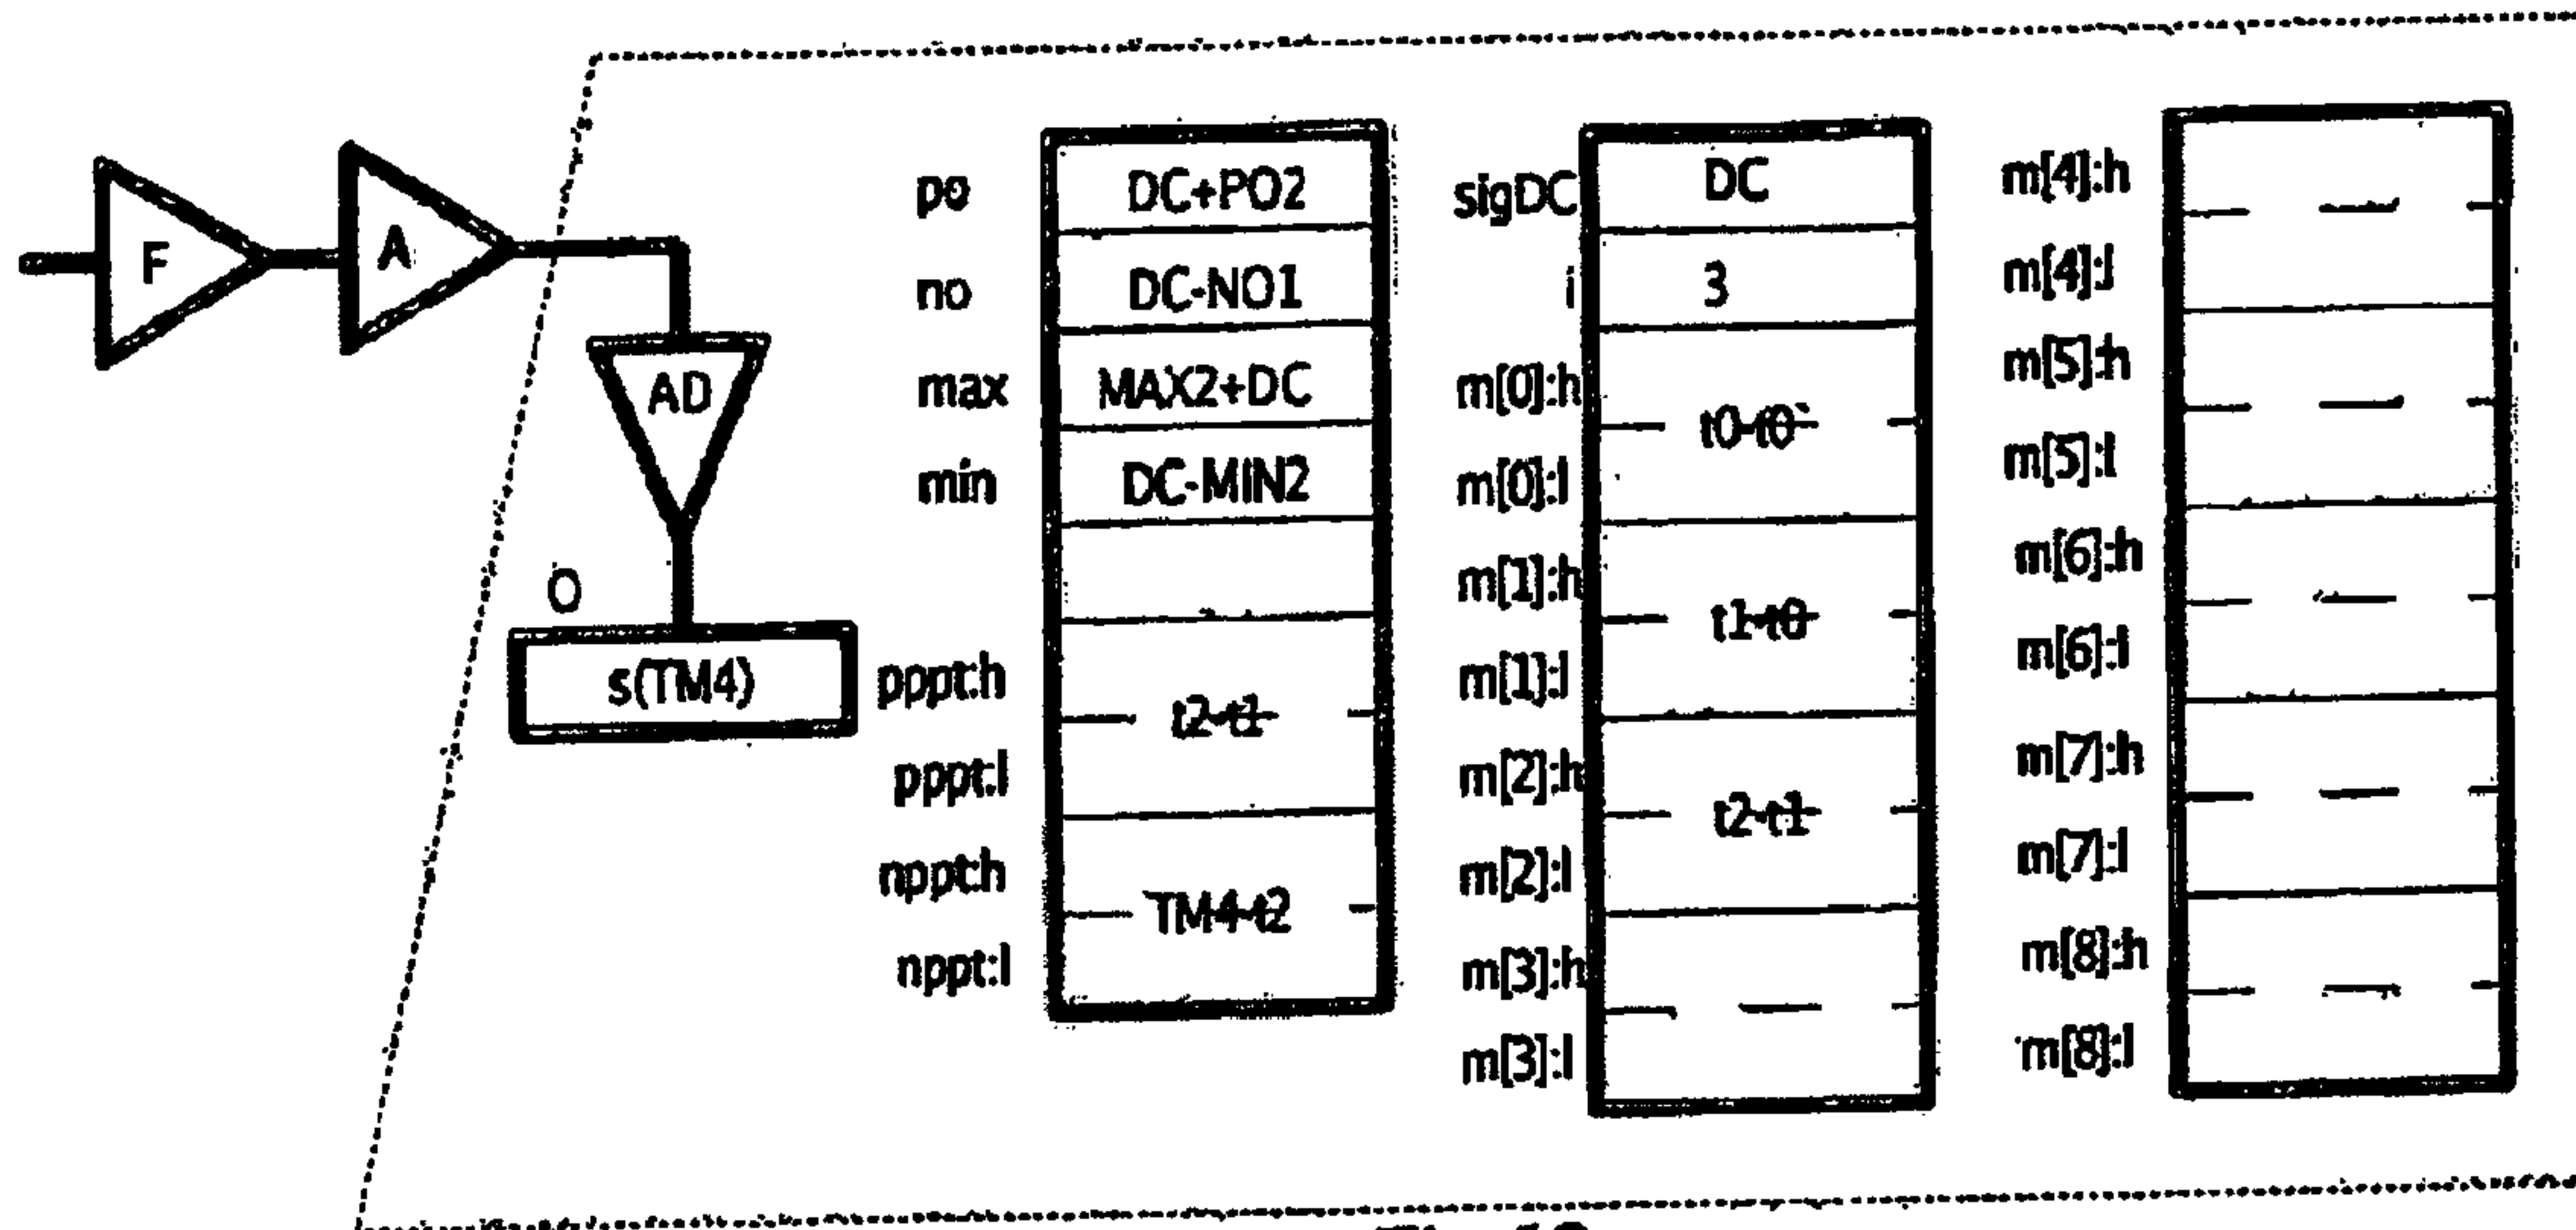 F
A
AD
O
s(TM4)
po DC+PO2
no DC-NO1
max MAX2+DC
min DC-MIN2
pppt:h
t2-t1
pppt:l
nppt:h
TM4-t2
nppt:l
sigDC DC
i 3
m[0]:h
t0-t0`
m[0]:l
m[1]:h
t1-t0
m[1]:l
m[2]:h
t2-t1
m[2]:l
m[3]:h
m[3]:l
m[4]:h
m[4]:l
m[5]:h
m[5]:l
m[6]:h
m[6]:l
m[7]:h
m[7]:l
m[8]:h
m[8]:l